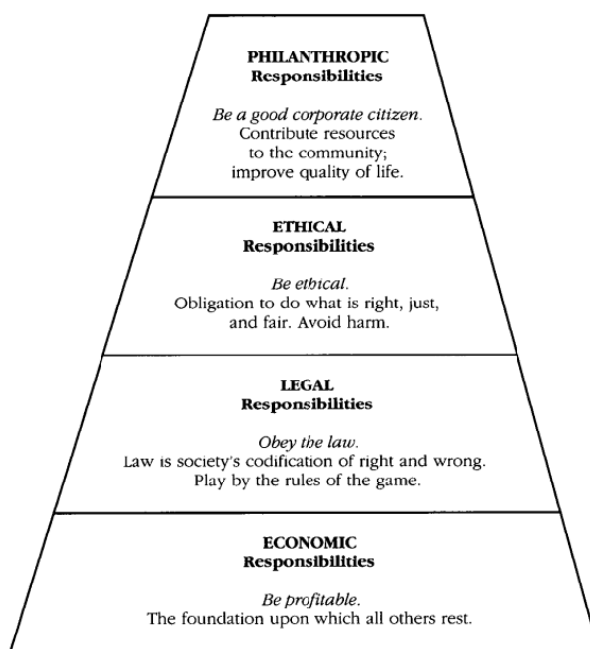 PHILANTHROPIC
Responsibilities
Be a good corporate citizen.
Contribute resources
to the community;
improve quality of life.
ETHICAL
Responsibilities
Be ethical.
Obligation to do what is right, just,
and fair. Avoid harm.
LEGAL
Responsibilities
Obey the law.
Law is society's codification of right and wrong.
Play by the rules of the game.
ECONOMIC
Responsibilities
Be profitable.
The foundation upon which all others rest.